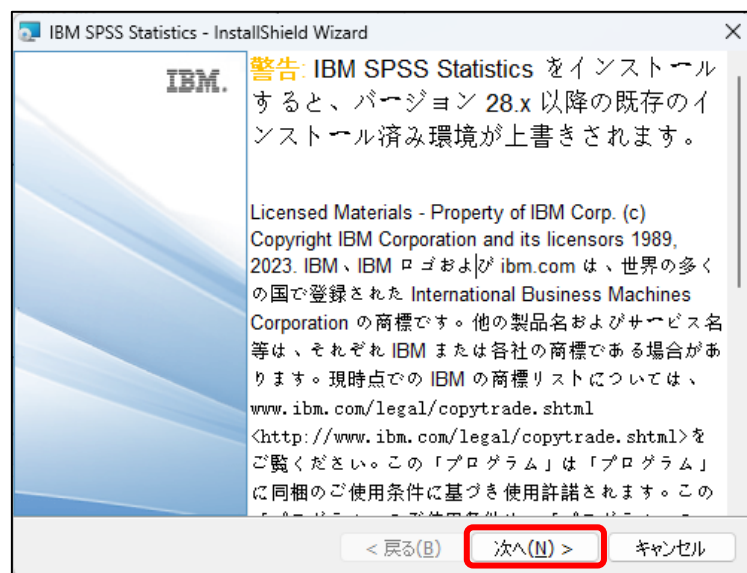 IBM SPSS Statistics - InstallShield Wizard
IBM.
警告: IBM SPSS Statistics をインストール
すると、バージョン 28.x 以降の既存のイ
ンストール済み環境が上書きされます。
Licensed Materials - Property of IBM Corp. (c)
Copyright IBM Corporation and its licensors 1989,
2023. IBM、IBM ロゴおよび ibm.com は、世界の多く
の国で登録された International Business Machines
Corporation の商標です。他の製品名およびサービス名
等は、それぞれ IBM または各社の商標である場合があ
ります。現時点での IBM の商標リストについては、
www.ibm.com/legal/copytrade.shtml
<http://www.ibm.com/legal/copytrade.shtml>を
ご覧ください。この「プログラム」は「プログラム」
に同梱のご使用条件に基づき使用許諾されます。この
< 戻る(B)
次へ(N) >
キャンセル